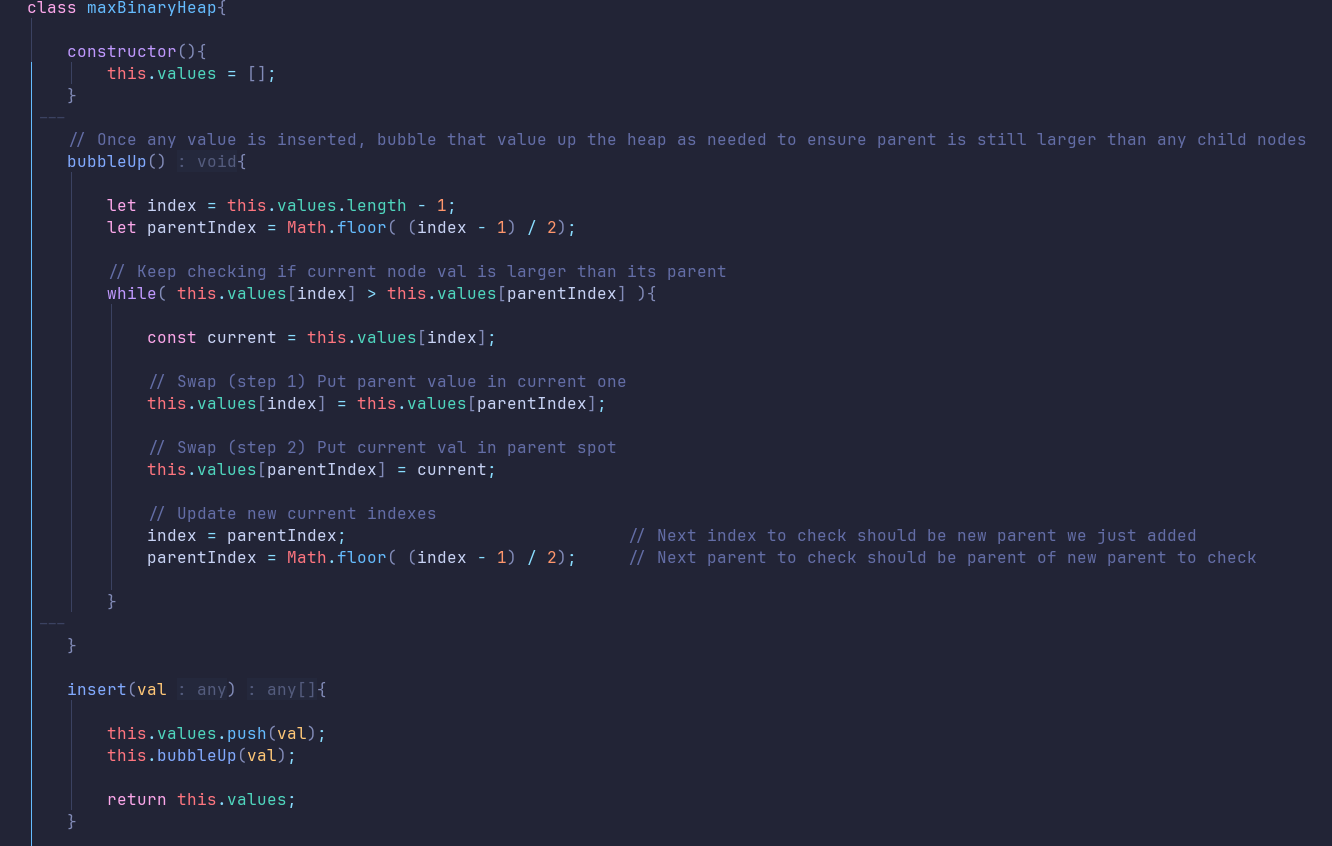 class maxBinaryHeap{
constructor(){
this.values = [];
}
// Once any value is inserted, bubble that value up the heap as needed to ensure parent is still larger than any child nodes
bubbleUp() : void{
let index = this.values.length - 1;
let parentIndex = Math.floor( (index - 1) / 2);
// Keep checking if current node val is larger than its parent
while( this.values[index] > this.values[parentIndex] ){
const current = this.values[index];
// Swap (step 1) Put parent value in current one
this.values[index] = this.values[parentIndex];
// Swap (step 2) Put current val in parent spot
this.values[parentIndex] = current;
// Update new current indexes
index = parentIndex; // Next index to check should be new parent we just added
parentIndex = Math.floor( (index - 1) / 2); // Next parent to check should be parent of new parent to check
}
}
insert(val : any) : any[]{
this.values.push(val);
this.bubbleUp(val);
return this.values;
}